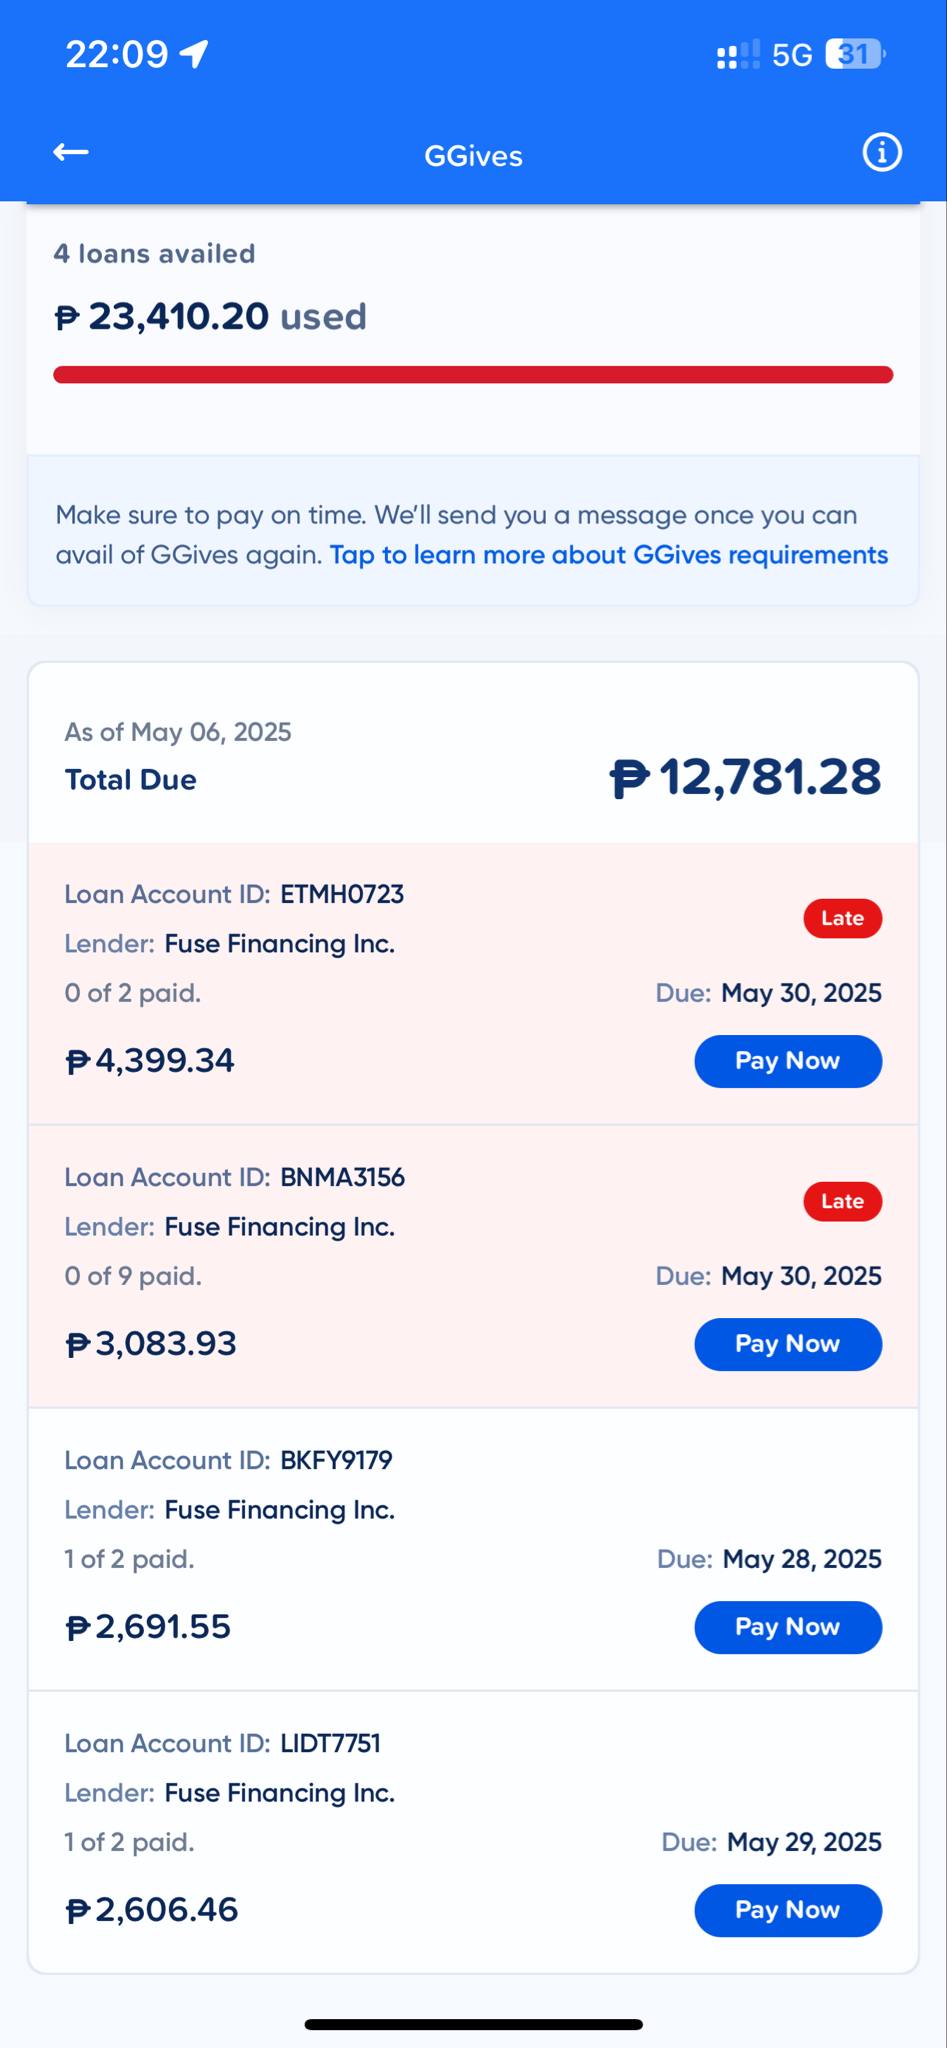 22:09
5G 31
GGives
4 loans availed
₱ 23,410.20 used
Make sure to pay on time. We'll send you a message once you can
avail of GGives again. Tap to learn more about GGives requirements
As of May 06, 2025
Total Due ₱ 12,781.28
Loan Account ID: ETMH0723
Late
Lender: Fuse Financing Inc.
0 of 2 paid. Due: May 30, 2025
₱4,399.34 Pay Now
Loan Account ID: BNMA3156
Late
Lender: Fuse Financing Inc.
0 of 9 paid. Due: May 30, 2025
₱3,083.93 Pay Now
Loan Account ID: BKFY9179
Lender: Fuse Financing Inc.
1 of 2 paid. Due: May 28, 2025
₱2,691.55 Pay Now
Loan Account ID: LIDT7751
Lender: Fuse Financing Inc.
1 of 2 paid. Due: May 29, 2025
₱2,606.46 Pay Now